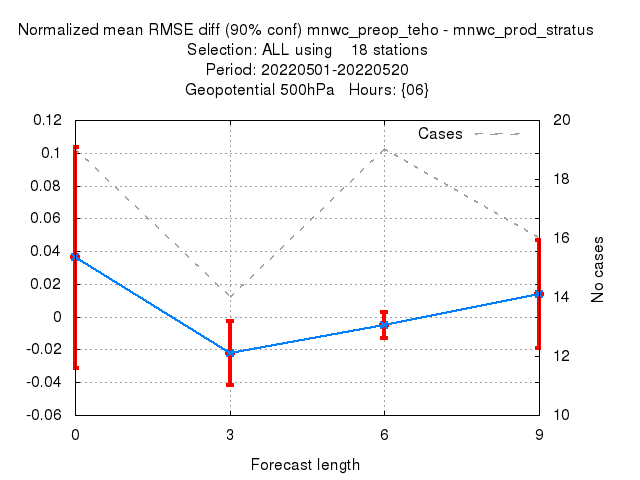 Normalized mean RMSE diff (90% conf) mnwc_preop_teho - mnwc_prod_stratus
Selection: ALL using    18 stations
Period: 20220501-20220520
Geopotential 500hPa   Hours: {06}
Cases
0.12
0.1
0.08
0.06
0.04
0.02
0
-0.02
-0.04
-0.06
20
18
16
14
12
10
No cases
0 3 6 9
Forecast length